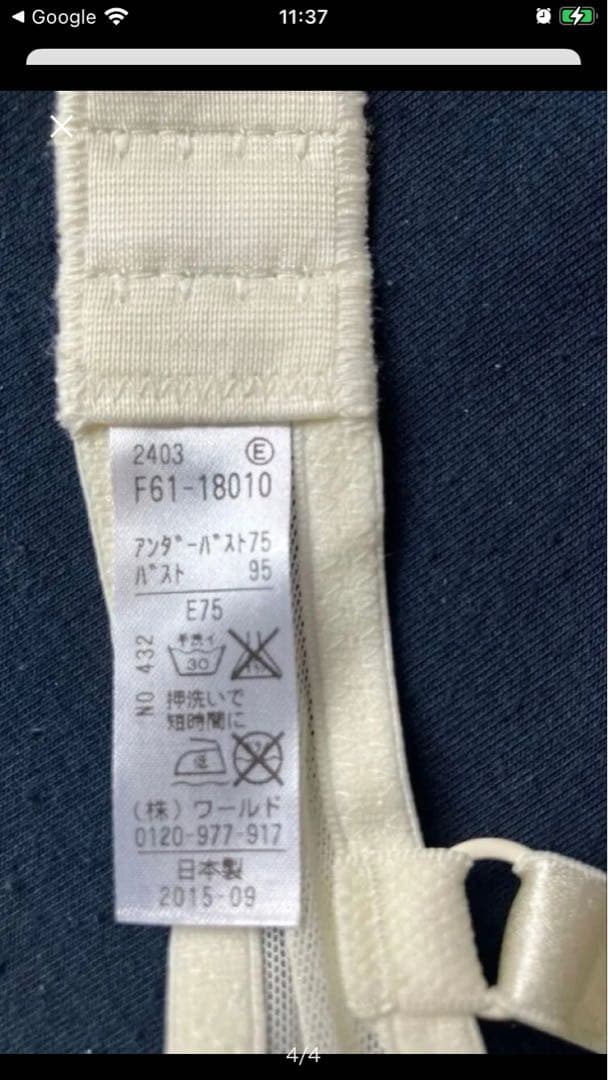 ◀ Google
11:37
2403 Ⓔ
F61-18010
ｱﾝﾀﾞｰﾊﾞｽﾄ75
ﾊﾞｽﾄ 95
E75
NO 432
手洗イ
30
押洗いで
短時間に
低
(株)ワールド
0120-977-917
日本製
2015-09
4/4